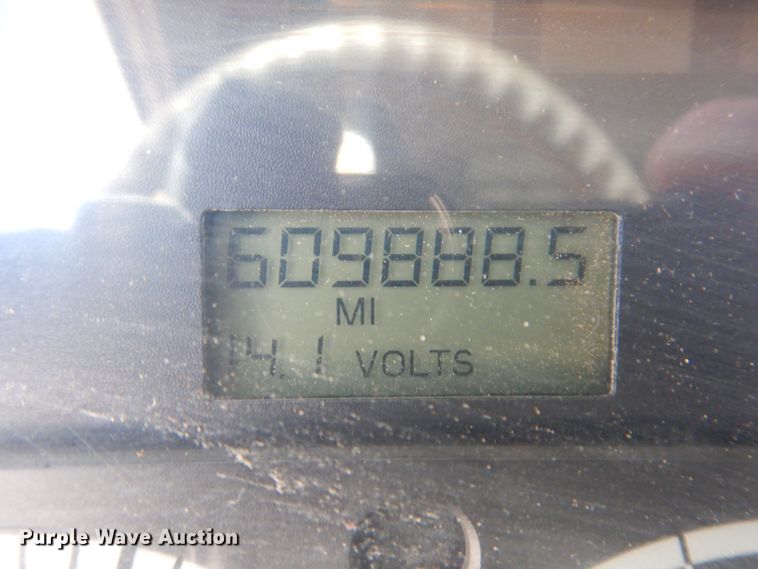 609888.5
MI
14.1 VOLTS
Purple Wave Auction